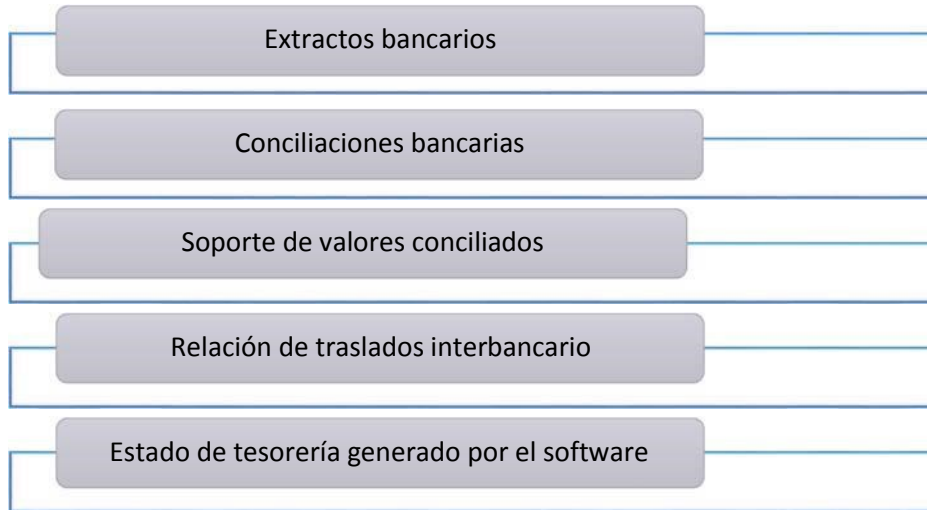 Extractos bancarios
Conciliaciones bancarias
Soporte de valores conciliados
Relación de traslados interbancario
Estado de tesorería generado por el software